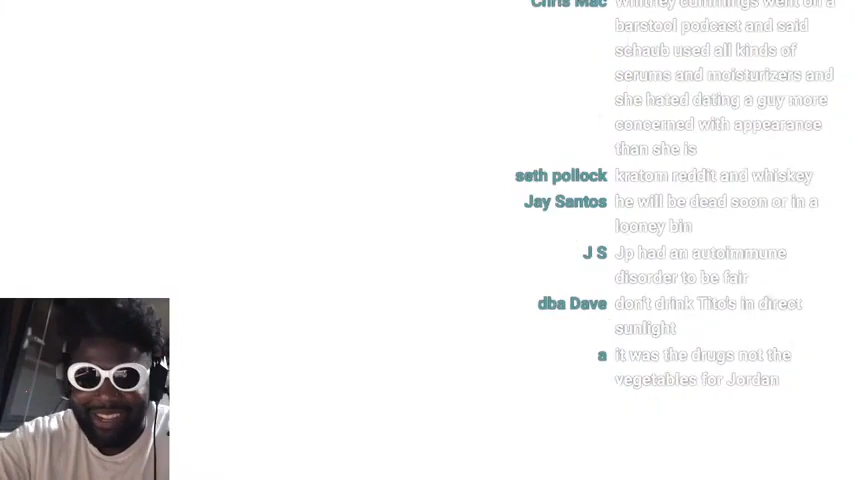 Chris Mac Whitney cummings went on a
barstool podcast and said
schaub used all kinds of
serums and moisturizers and
she hated dating a guy more
concerned with appearance
than she is
seth pollock kratom reddit and whiskey
Jay Santos he will be dead soon or in a
looney bin
J S Jp had an autoimmune
disorder to be fair
dba Dave don't drink Tito's in direct
sunlight
a it was the drugs not the
vegetables for Jordan